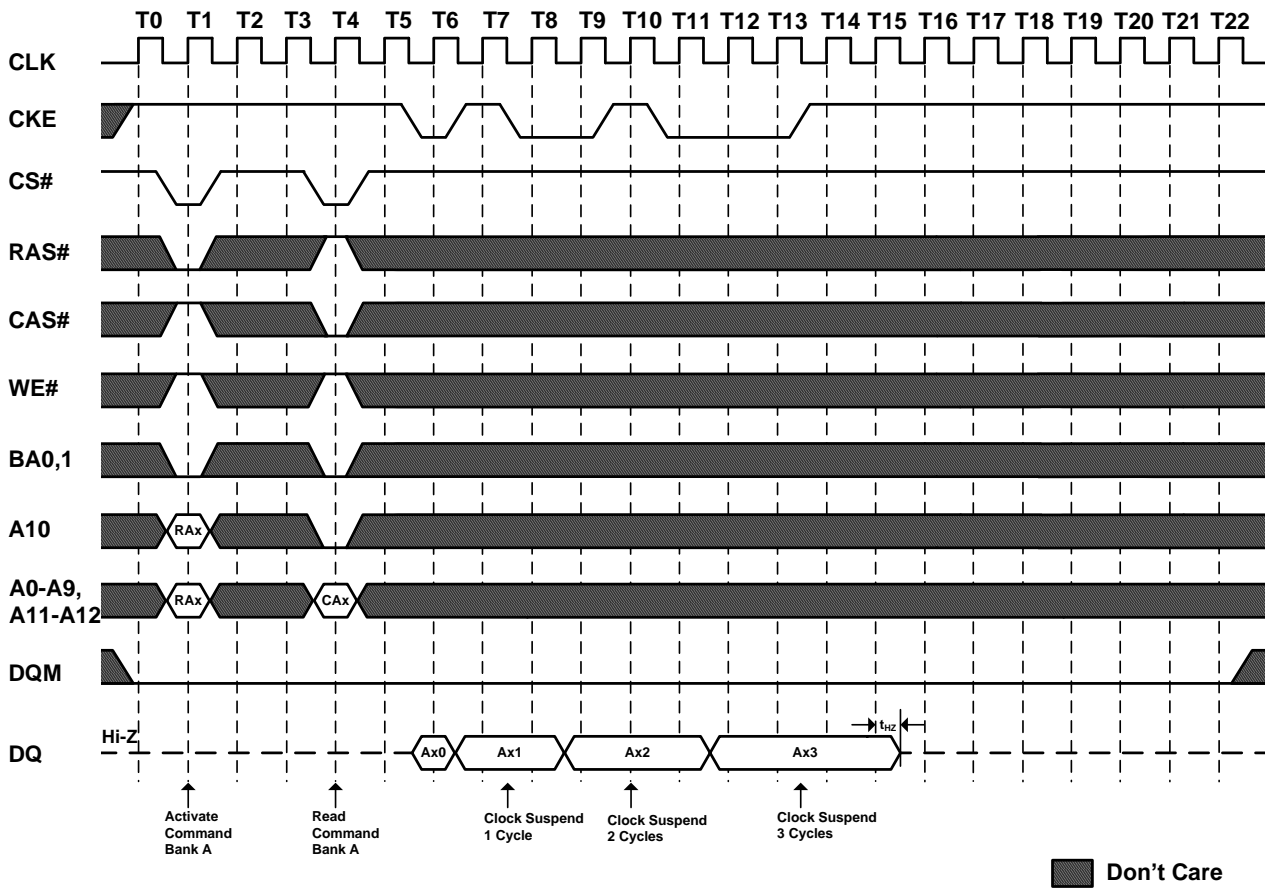 T0 T1 T2 T3 T4 T5 T6 T7 T8 T9 T10 T11 T12 T13 T14 T15 T16 T17 T18 T19 T20 T21 T22
CLK
CKE
CS#
RAS#
CAS#
WE#
BA0,1
A10
RAx
A0-A9,
A11-A12
RAx
CAx
DQM
DQ
Hi-Z
Ax0
Ax1
Ax2
Ax3
tHZ
Activate
Command
Bank A
Read
Command
Bank A
Clock Suspend
1 Cycle
Clock Suspend
2 Cycles
Clock Suspend
3 Cycles
Don't Care